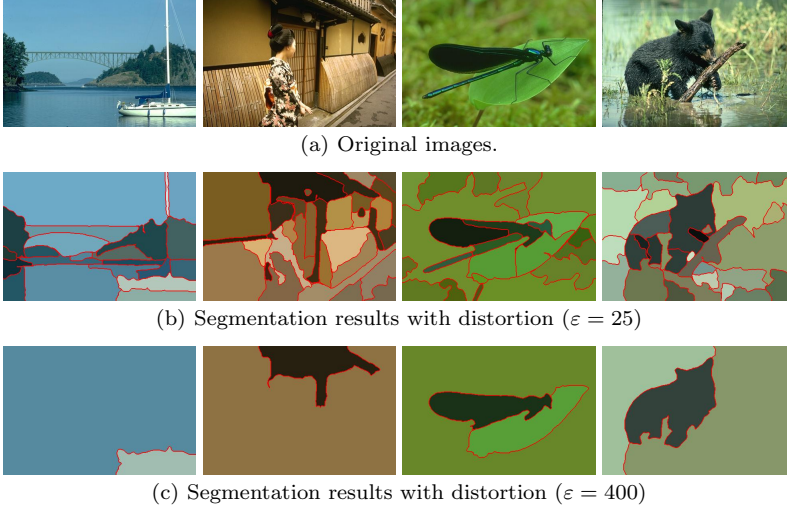 (a) Original images.
(b) Segmentation results with distortion (ε = 25)
(c) Segmentation results with distortion (ε = 400)